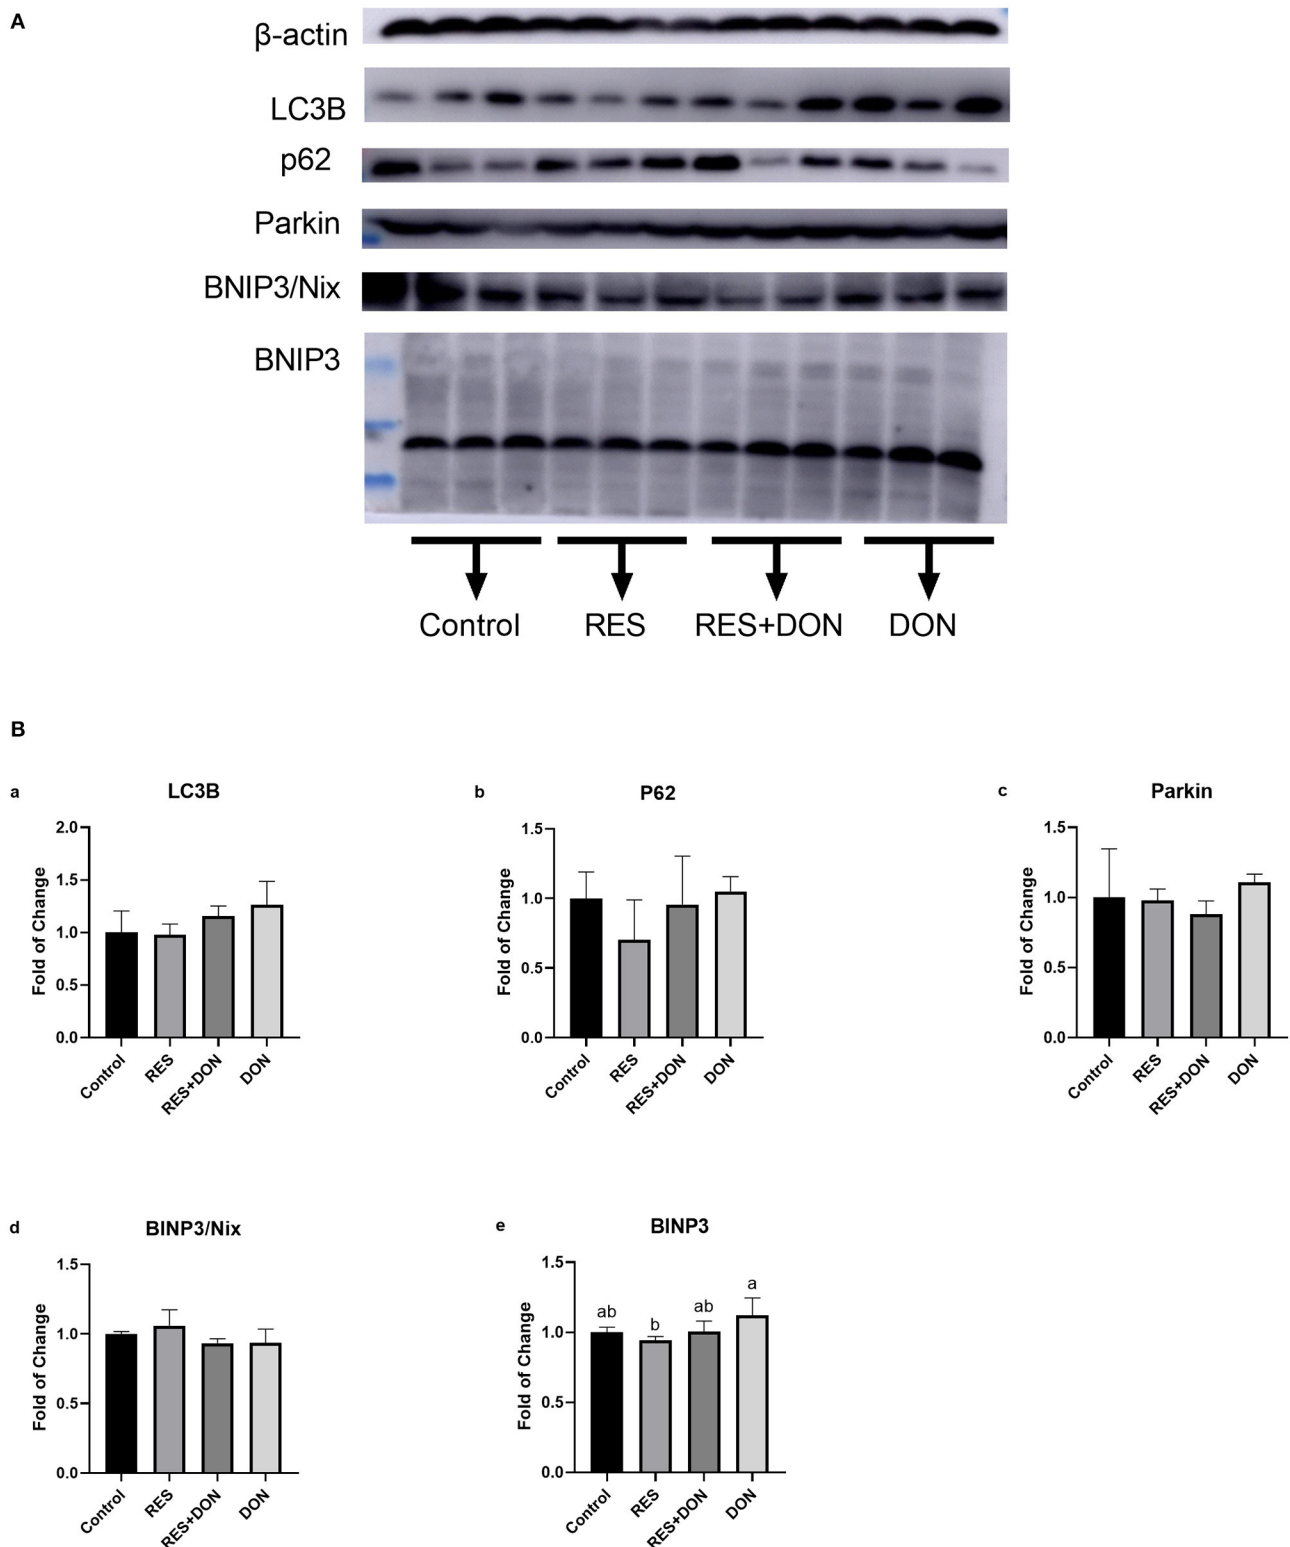 A
β-actin
LC3B
p62
Parkin
BNIP3/Nix
BNIP3
Control RES RES+DON DON
B
a LC3B
Fold of Change
2.0
1.5
1.0
0.5
0.0
Control RES RES+DON DON
b P62
Fold of Change
1.5
1.0
0.5
0.0
Control RES RES+DON DON
c Parkin
Fold of Change
1.5
1.0
0.5
0.0
Control RES RES+DON DON
d BINP3/Nix
Fold of Change
1.5
1.0
0.5
0.0
Control RES RES+DON DON
e BINP3
Fold of Change
1.5
1.0
0.5
0.0
ab b ab a
Control RES RES+DON DON